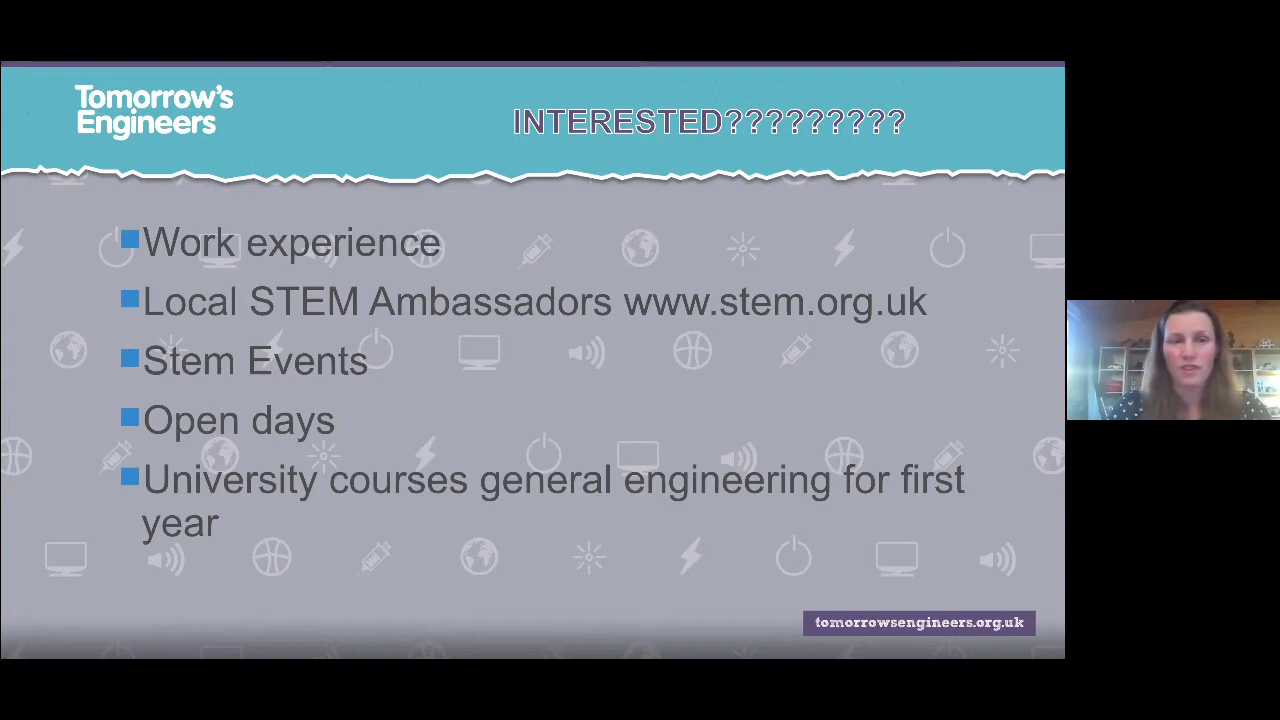 Tomorrow's
Engineers
INTERESTED?????????
Work experience
Local STEM Ambassadors www.stem.org.uk
Stem Events
Open days
University courses general engineering for first
year
tomorrowsengineers.org.uk